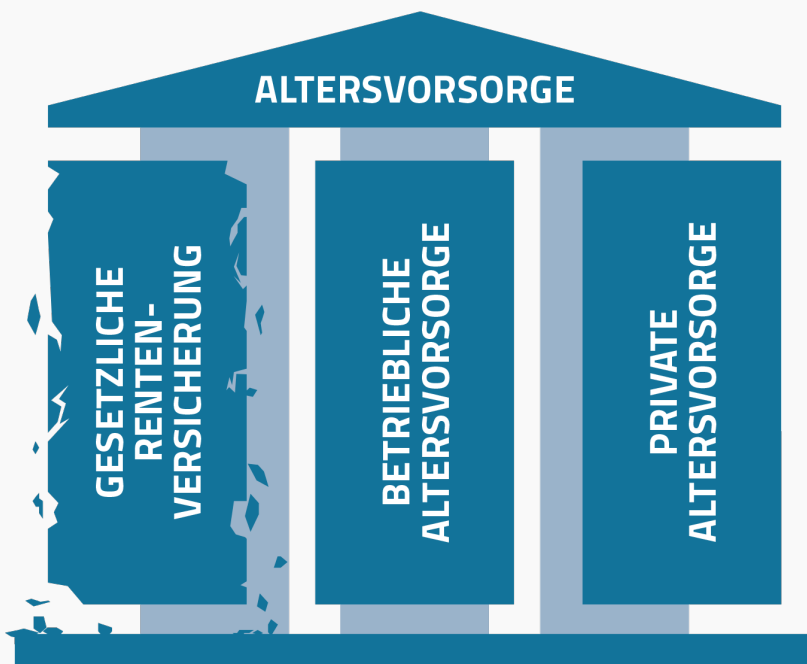 ALTERSVORSORGE
GESETZLICHE
RENTEN-
VERSICHERUNG
BETRIEBLICHE
ALTERSVORSORGE
PRIVATE
ALTERSVORSORGE